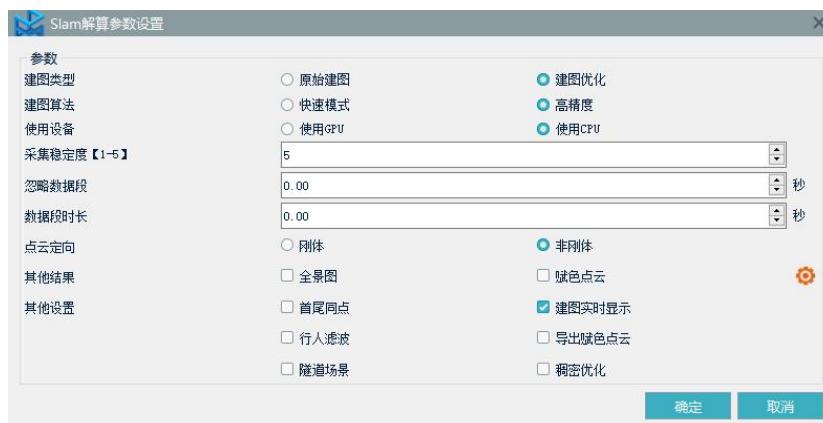 Slam解算参数设置
参数
建图类型 原始建图 建图优化
建图算法 快速模式 高精度
使用设备 使用GPU 使用CPU
采集稳定度【1-5】 5
忽略数据段 0.00 秒
数据段时长 0.00 秒
点云定向 刚体 非刚体
其他结果 全景图 赋色点云
其他设置 首尾同点 建图实时显示
行人滤波 导出赋色点云
隧道场景 稠密优化
确定 取消